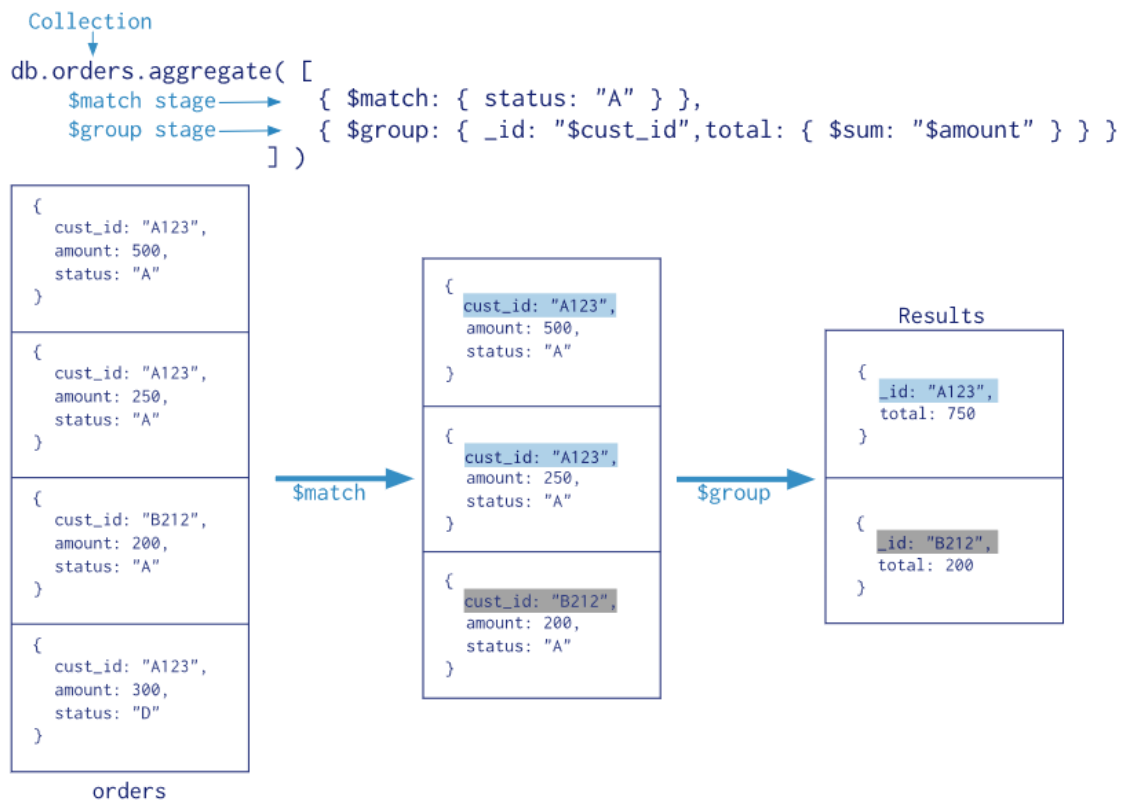 Collection
db.orders.aggregate( [
$match stage
{ $match: { status: "A" } },
$group stage
{ $group: { _id: "$cust_id",total: { $sum: "$amount" } } }
] )
{
cust_id: "A123",
amount: 500,
status: "A"
}
{
cust_id: "A123",
amount: 250,
status: "A"
}
{
cust_id: "B212",
amount: 200,
status: "A"
}
{
cust_id: "A123",
amount: 300,
status: "D"
}
orders
$match
{
cust_id: "A123",
amount: 500,
status: "A"
}
{
cust_id: "A123",
amount: 250,
status: "A"
}
{
cust_id: "B212",
amount: 200,
status: "A"
}
$group
Results
{
_id: "A123",
total: 750
}
{
_id: "B212",
total: 200
}